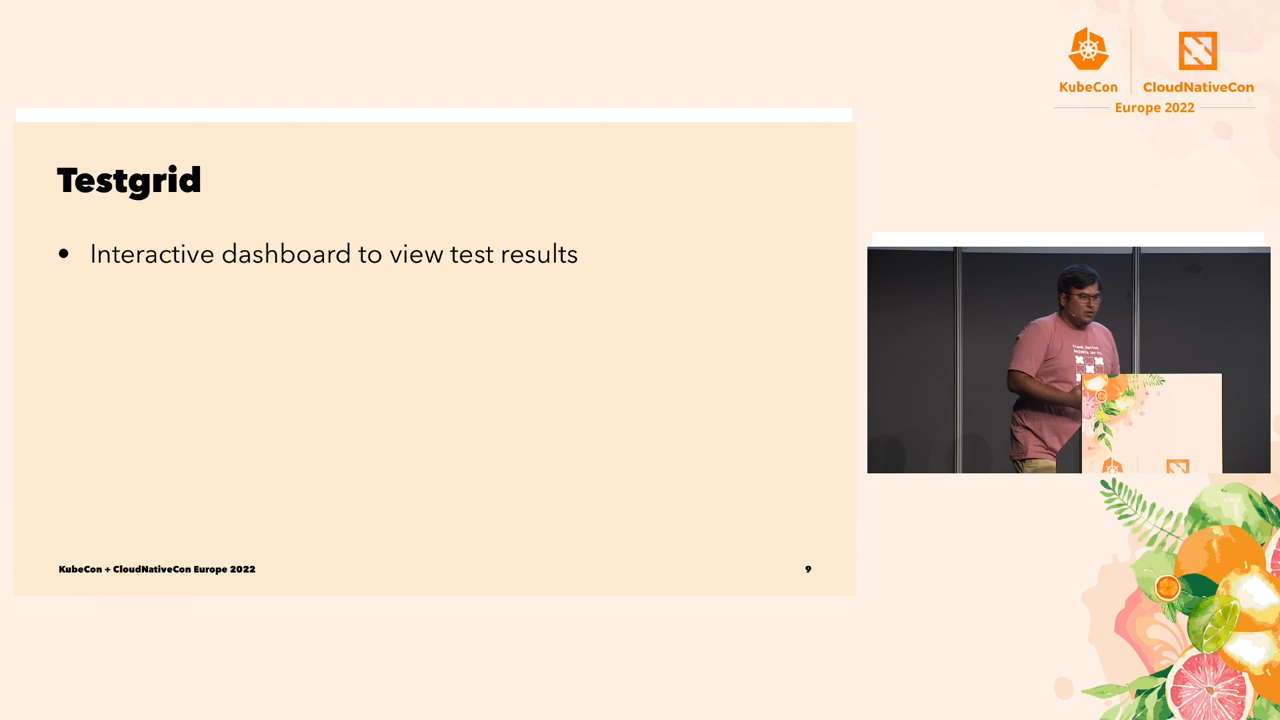 KubeCon
CloudNativeCon
Europe 2022
Testgrid
• Interactive dashboard to view test results
KubeCon + CloudNativeCon Europe 2022
9